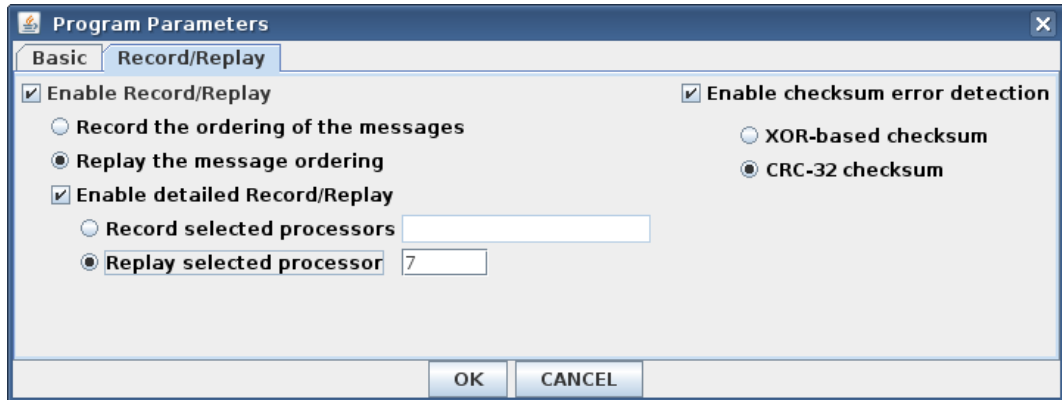 Program Parameters
Basic Record/Replay
Enable Record/Replay
Record the ordering of the messages
Replay the message ordering
Enable detailed Record/Replay
Record selected processors
Replay selected processor 7
Enable checksum error detection
XOR-based checksum
CRC-32 checksum
OK CANCEL